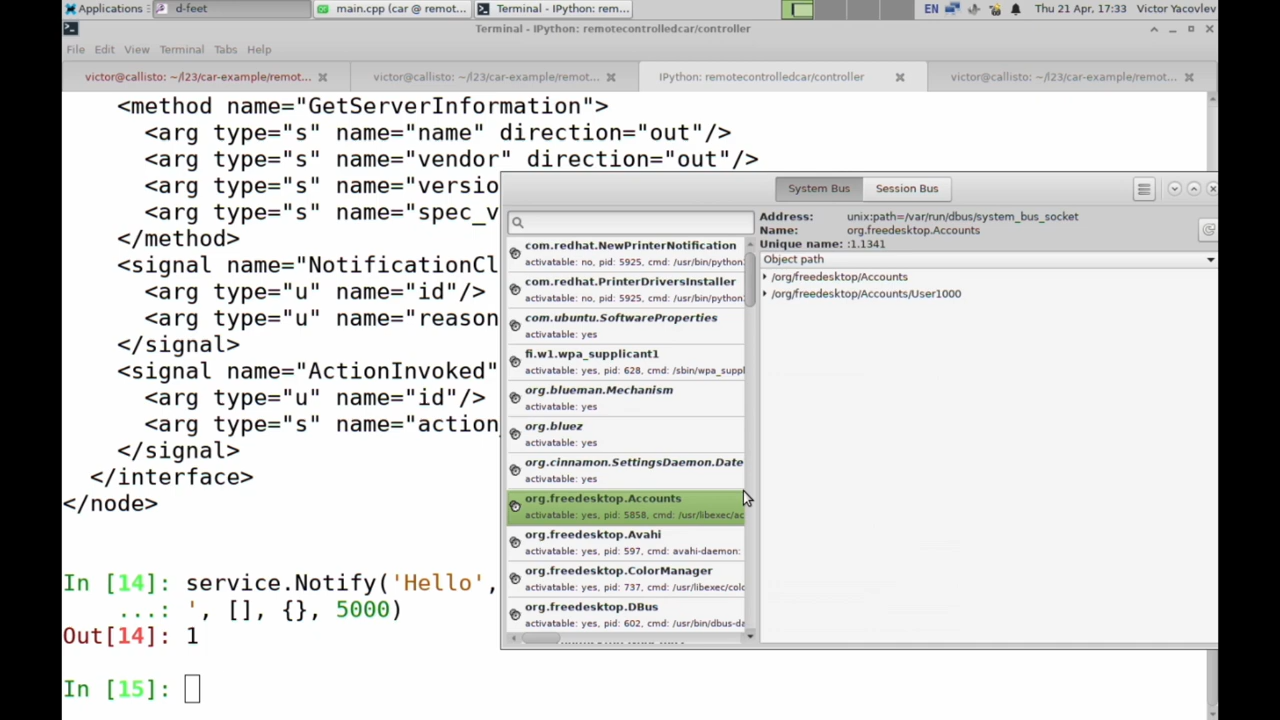 Applications
d-feet
main.cpp (car @ remot...
Terminal - IPython: rem...
EN
Thu 21 Apr, 17:33
Victor Yacovlev
Terminal - IPython: remotecontrolledcar/controller
File Edit View Terminal Tabs Help
victor@callisto: ~/l23/car-example/remot...
victor@callisto: ~/l23/car-example/remot...
IPython: remotecontrolledcar/controller
victor@callisto: ~/l23/car-example/remot...
<method name="GetServerInformation">
<arg type="s" name="name" direction="out"/>
<arg type="s" name="vendor" direction="out"/>
<arg type="s" name="versio
<arg type="s" name="spec_v
</method>
<signal name="NotificationCl
<arg type="u" name="id"/>
<arg type="u" name="reason
</signal>
<signal name="ActionInvoked"
<arg type="u" name="id"/>
<arg type="s" name="action
</signal>
</interface>
</node>
In [14]: service.Notify('Hello',
...: ', [], {}, 5000)
Out[14]: 1
In [15]:
System Bus
Session Bus
com.redhat.NewPrinterNotification
activatable: no, pid: 5925, cmd: /usr/bin/python
com.redhat.PrinterDriversInstaller
activatable: no, pid: 5925, cmd: /usr/bin/python
com.ubuntu.SoftwareProperties
activatable: yes
fi.w1.wpa_supplicant1
activatable: yes, pid: 628, cmd: /sbin/wpa_suppl
org.blueman.Mechanism
activatable: yes
org.bluez
activatable: yes
org.cinnamon.SettingsDaemon.Date
activatable: yes
org.freedesktop.Accounts
activatable: yes, pid: 5858, cmd: /usr/libexec/ac
org.freedesktop.Avahi
activatable: yes, pid: 597, cmd: avahi-daemon:
org.freedesktop.ColorManager
activatable: yes, pid: 737, cmd: /usr/libexec/colo
org.freedesktop.DBus
activatable: yes, pid: 602, cmd: /usr/bin/dbus-da
Address: unix:path=/var/run/dbus/system_bus_socket
Name: org.freedesktop.Accounts
Unique name: :1.1341
Object path
/org/freedesktop/Accounts
/org/freedesktop/Accounts/User1000